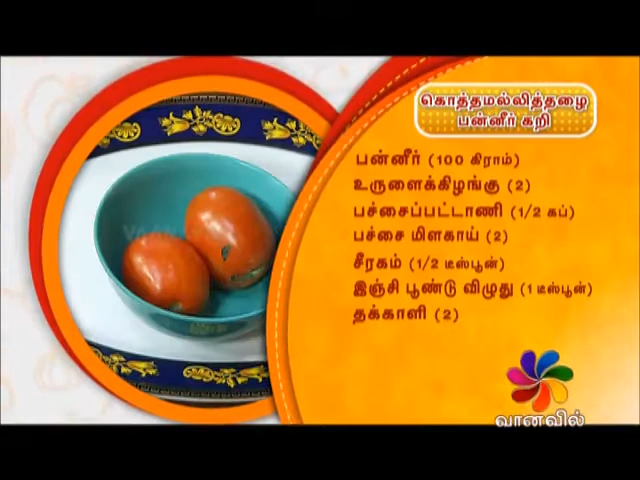 கொத்தமல்லித்தழை
பன்னீர் கறி
பன்னீர் (100 கிராம்)
உருளைக்கிழங்கு (2)
பச்சைப்பட்டாணி (1/2 கப்)
பச்சை மிளகாய் (2)
சீரகம் (1/2 டீஸ்பூன்)
இஞ்சி பூண்டு விழுது (1 டீஸ்பூன்)
தக்காளி (2)
வானவில்